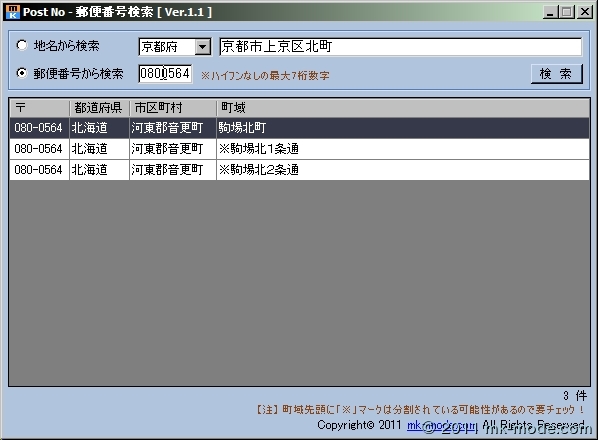 Post No - 郵便番号検索 [ Ver.1.1 ]
地名から検索 京都府 京都市上京区北町
郵便番号から検索 0800564 ※ハイフンなしの最大7桁数字 検 索
〒 都道府県 市区町村 町域
080-0564 北海道 河東郡音更町 駒場北町
080-0564 北海道 河東郡音更町 ※駒場北１条通
080-0564 北海道 河東郡音更町 ※駒場北２条通
3 件
【注】 町域先頭に「※」マークは分割されている可能性があるので要チェック！
Copyright© 2011 mk-mode.com All Rights Reserved.
© 2011 mk-mode.com